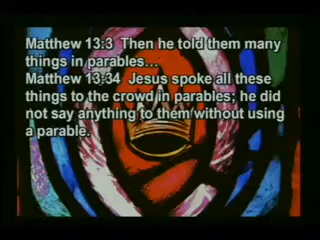 Matthew 13:3  Then he told them many
things in parables…
Matthew 13:34  Jesus spoke all these
things to the crowd in parables; he did
not say anything to them without using
a parable.